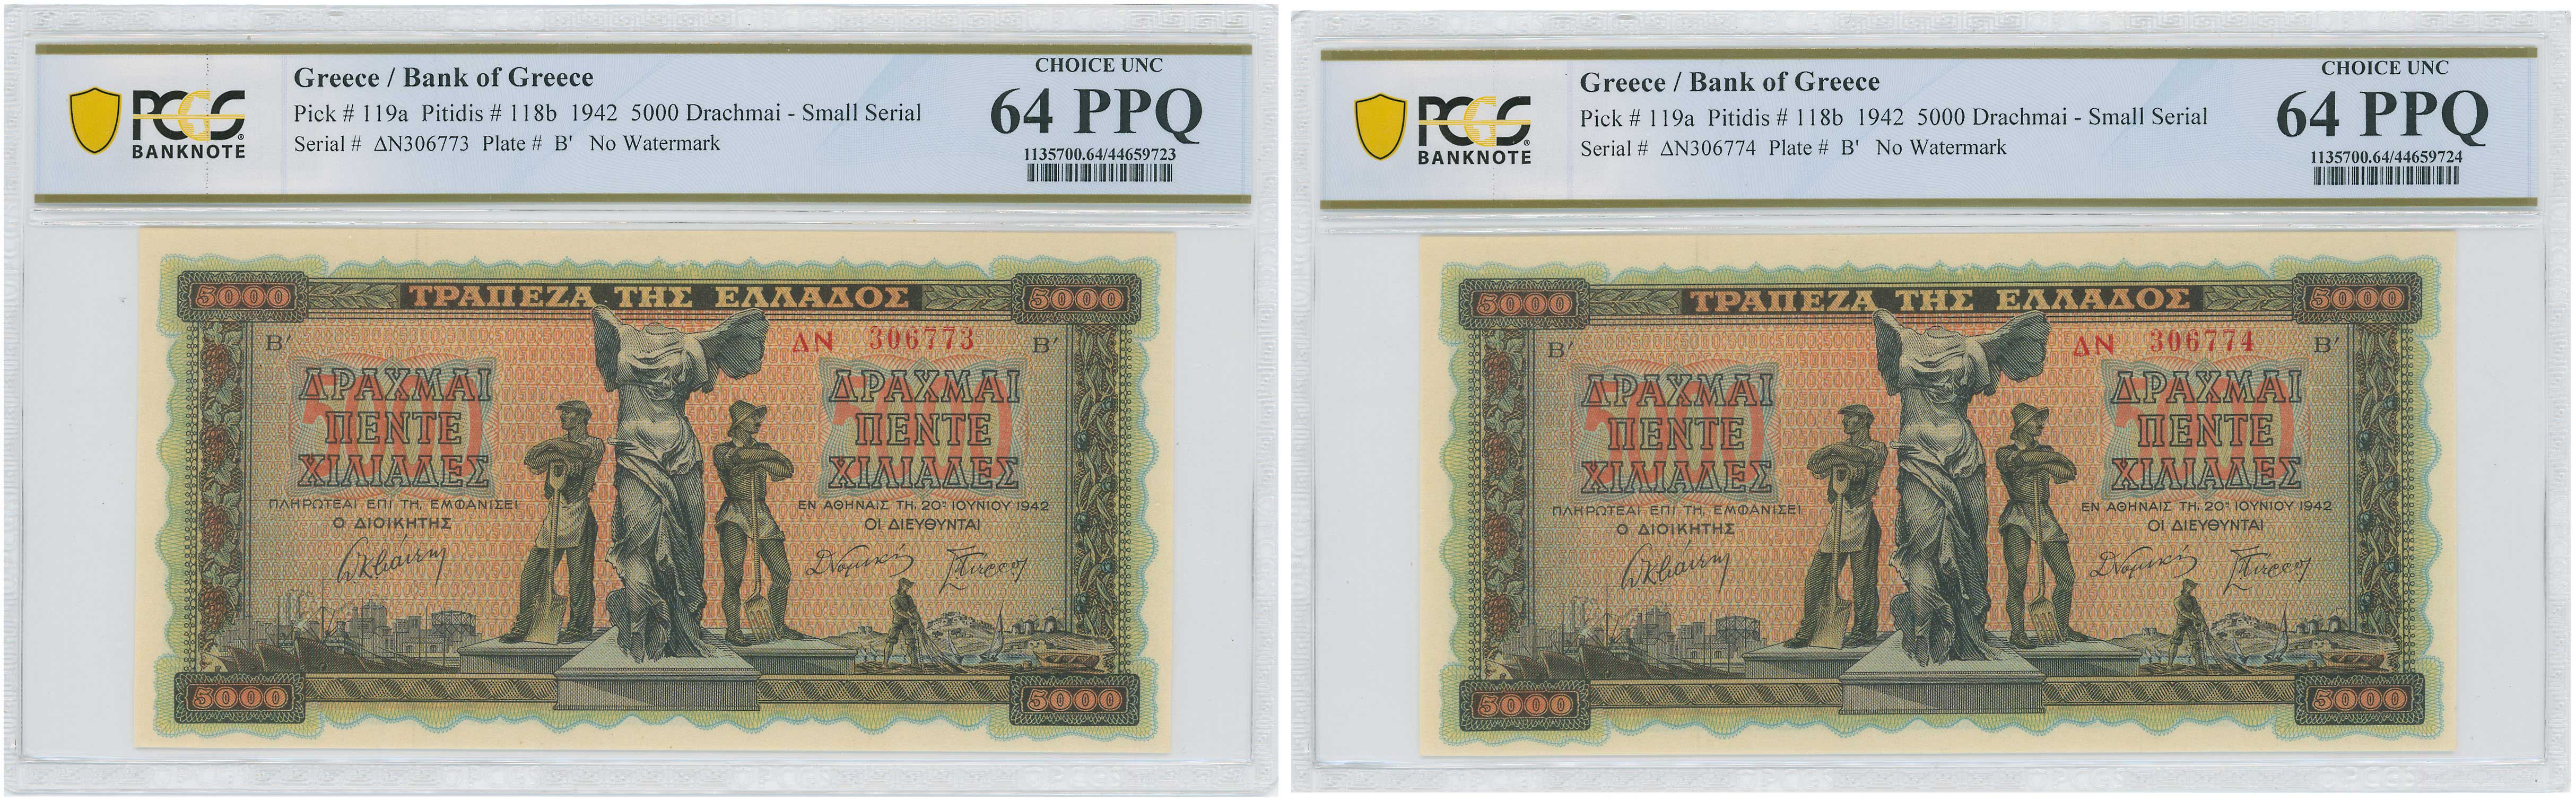 Greece / Bank of Greece
Pick # 119a Pitidis # 118b 1942 5000 Drachmai - Small Serial
Serial # ΔN306773 Plate # B' No Watermark
PCGS
BANKNOTE
CHOICE UNC
64 PPQ
1135700.64/44659723
5000 ΤΡΑΠΕΖΑ ΤΗΣ ΕΛΛΑΔΟΣ 5000
Β′ ΔΝ 306773 Β′
ΔΡΑΧΜΑΙ
ΠΕΝΤΕ
ΧΙΛΙΑΔΕΣ
5000
ΔΡΑΧΜΑΙ
ΠΕΝΤΕ
ΧΙΛΙΑΔΕΣ
5000
ΠΛΗΡΩΤΕΑΙ ΕΠΙ ΤΗ, ΕΜΦΑΝΙΣΕΙ
Ο ΔΙΟΙΚΗΤΗΣ
ΕΝ ΑΘΗΝΑΙΣ ΤΗ, 20ῃ ΙΟΥΝΙΟΥ 1942
ΟΙ ΔΙΕΥΘΥΝΤΑΙ
5000 5000
Greece / Bank of Greece
Pick # 119a Pitidis # 118b 1942 5000 Drachmai - Small Serial
Serial # ΔN306774 Plate # B' No Watermark
PCGS
BANKNOTE
CHOICE UNC
64 PPQ
1135700.64/44659724
5000 ΤΡΑΠΕΖΑ ΤΗΣ ΕΛΛΑΔΟΣ 5000
Β′ ΔΝ 306774 Β′
ΔΡΑΧΜΑΙ
ΠΕΝΤΕ
ΧΙΛΙΑΔΕΣ
5000
ΔΡΑΧΜΑΙ
ΠΕΝΤΕ
ΧΙΛΙΑΔΕΣ
5000
ΠΛΗΡΩΤΕΑΙ ΕΠΙ ΤΗ, ΕΜΦΑΝΙΣΕΙ
Ο ΔΙΟΙΚΗΤΗΣ
ΕΝ ΑΘΗΝΑΙΣ ΤΗ, 20ῃ ΙΟΥΝΙΟΥ 1942
ΟΙ ΔΙΕΥΘΥΝΤΑΙ
5000 5000